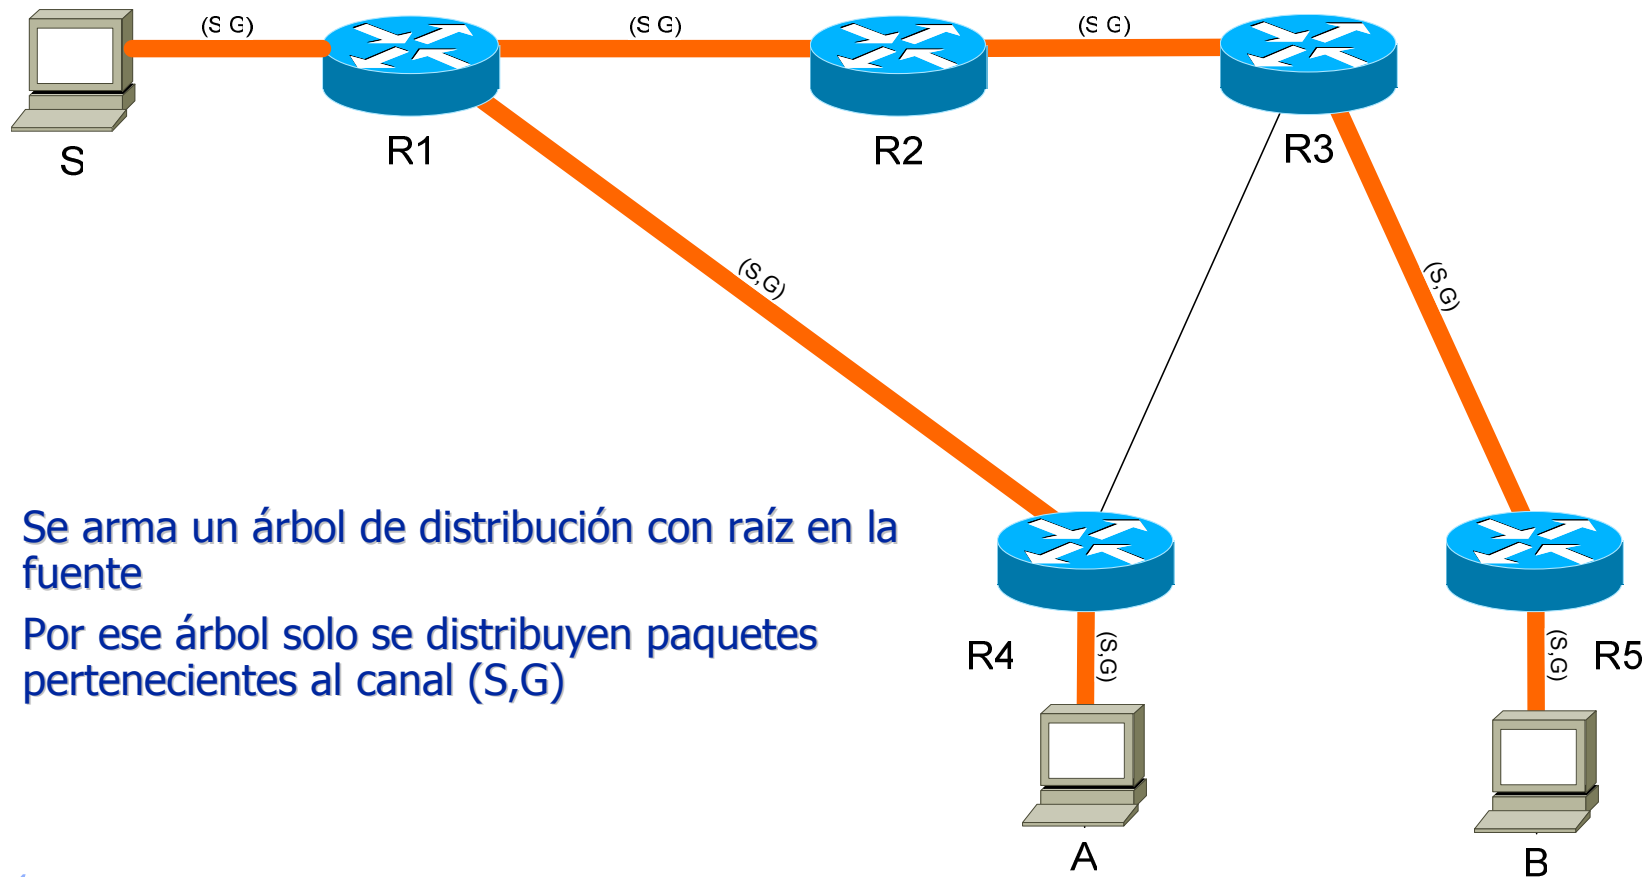 (S G)
(S G)
(S G)
S
R1
R2
R3
(S,G)
(S,G)
Se arma un árbol de distribución con raíz en la
fuente
Por ese árbol solo se distribuyen paquetes
pertenecientes al canal (S,G)
R4
(S,G)
(S,G)
R5
A
B